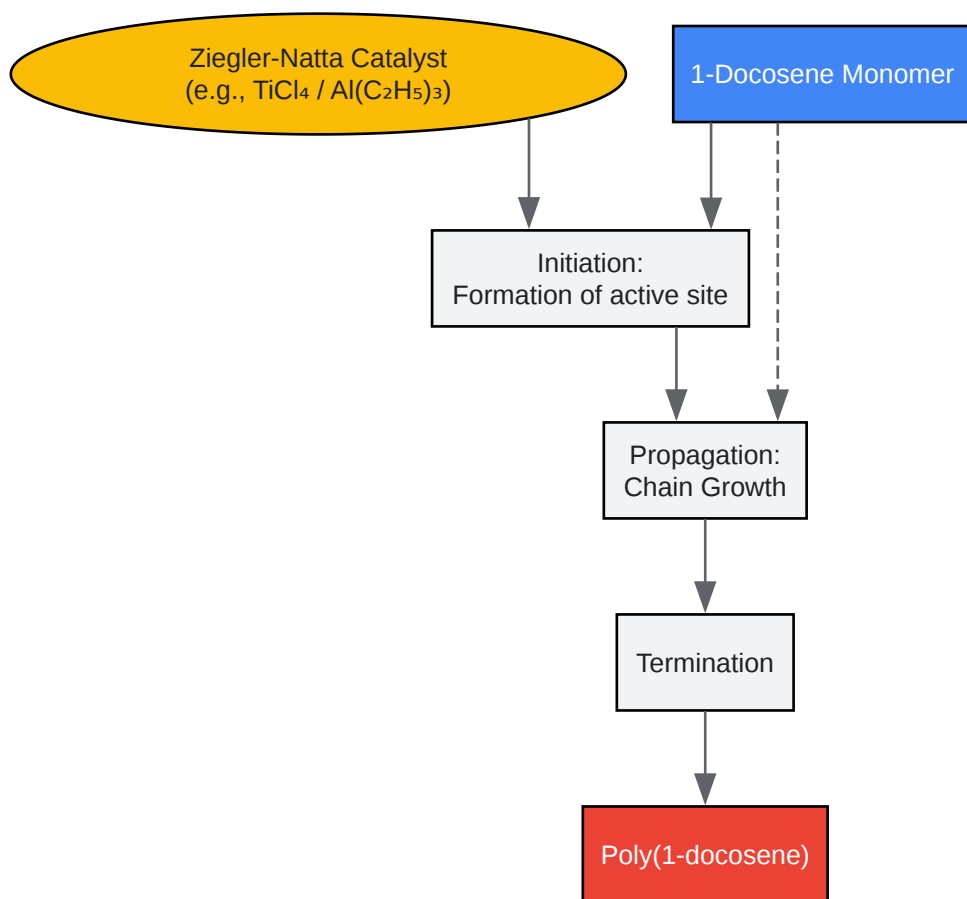 Ziegler-Natta Catalyst
(e.g., TiCl₄ / Al(C₂H₅)₃)
1-Docosene Monomer
Initiation:
Formation of active site
Propagation:
Chain Growth
Termination
Poly(1-docosene)